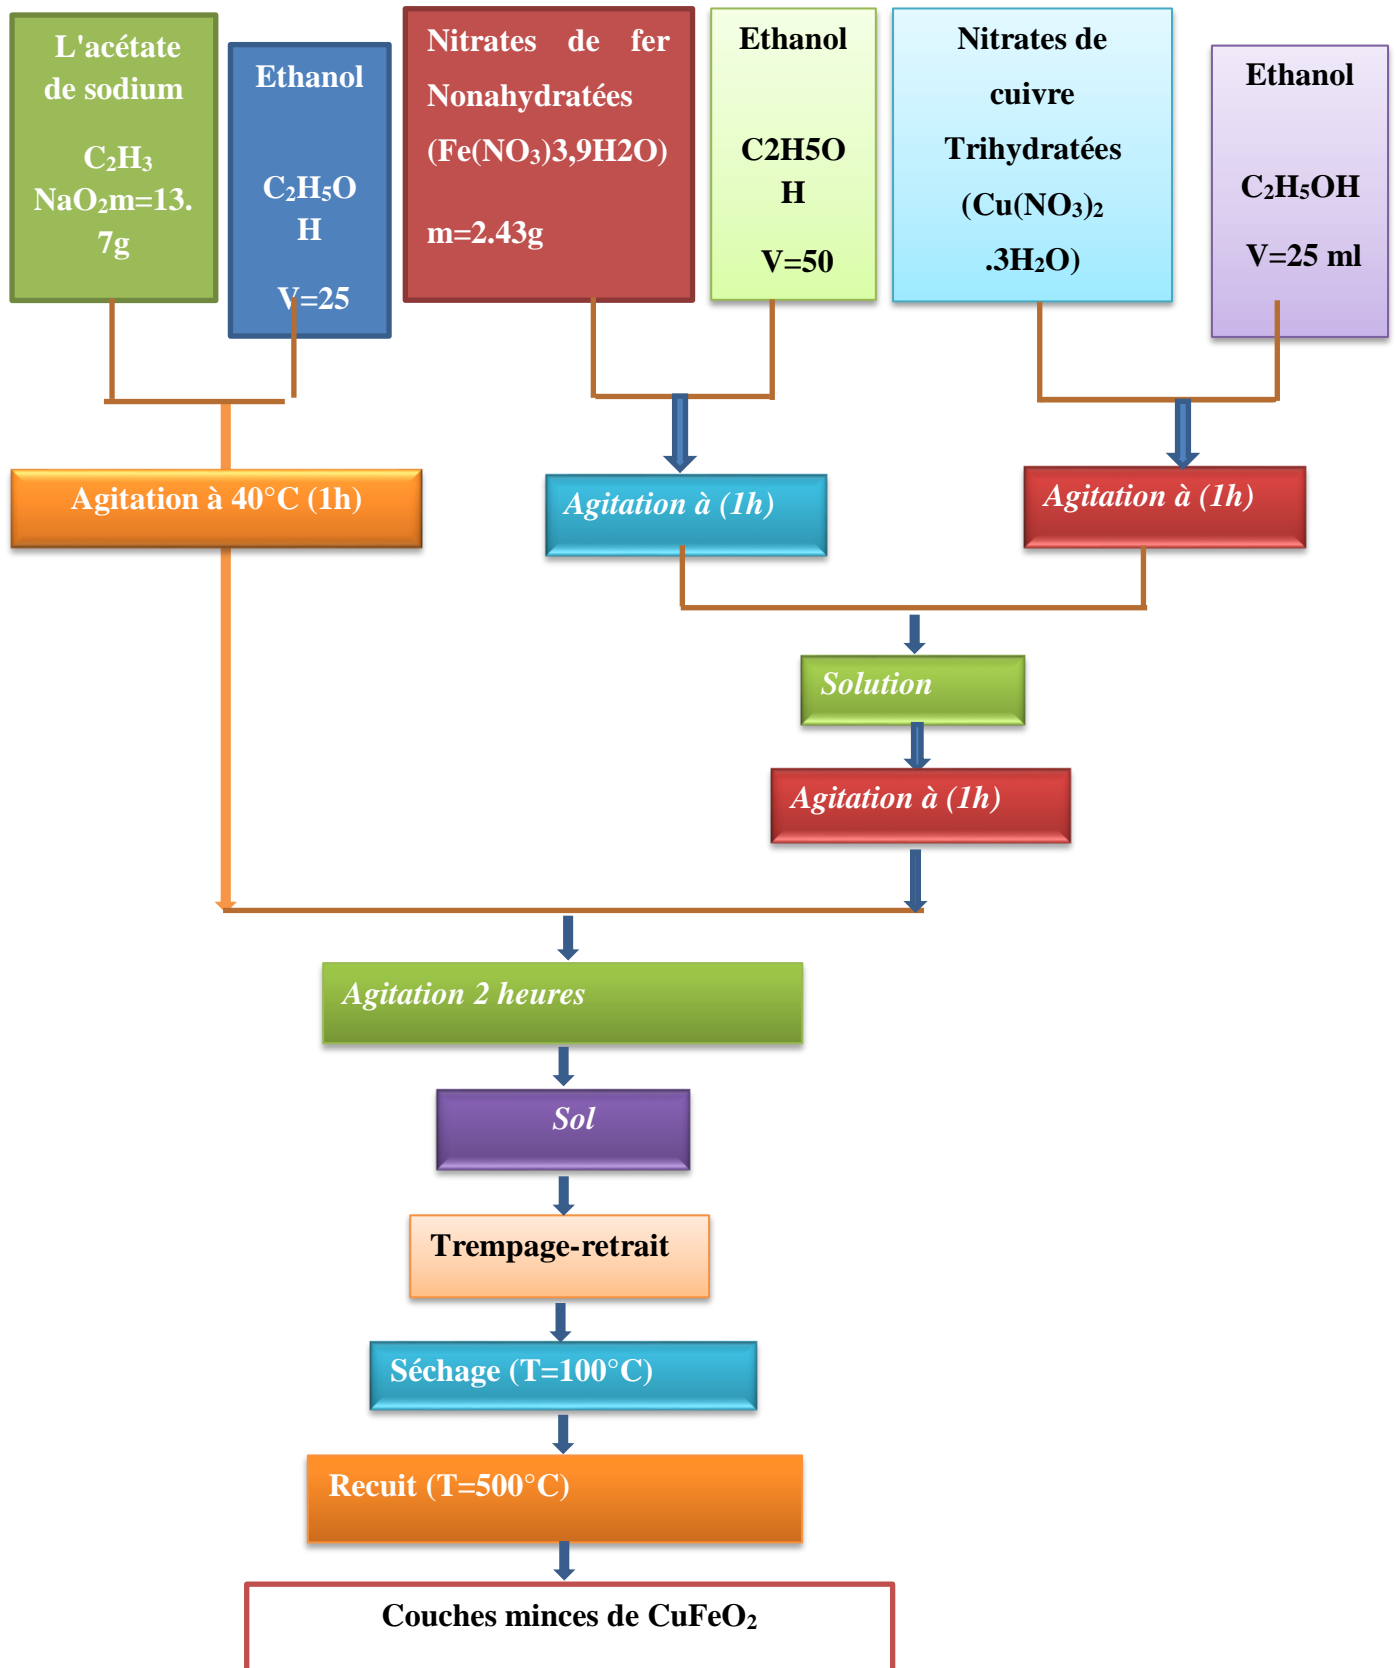 L'acétate
de sodium
C₂H₃
NaO₂m=13.
7g
Ethanol
C₂H₅O
H
V=25
Nitrates de fer
Nonahydratées
(Fe(NO₃)3,9H2O)
m=2.43g
Ethanol
C2H5O
H
V=50
Nitrates de
cuivre
Trihydratées
(Cu(NO₃)₂
.3H₂O)
Ethanol
C₂H₅OH
V=25 ml
Agitation à 40°C (1h)
Agitation à (1h)
Agitation à (1h)
Solution
Agitation à (1h)
Agitation 2 heures
Sol
Trempage-retrait
Séchage (T=100°C)
Recuit (T=500°C)
Couches minces de CuFeO₂